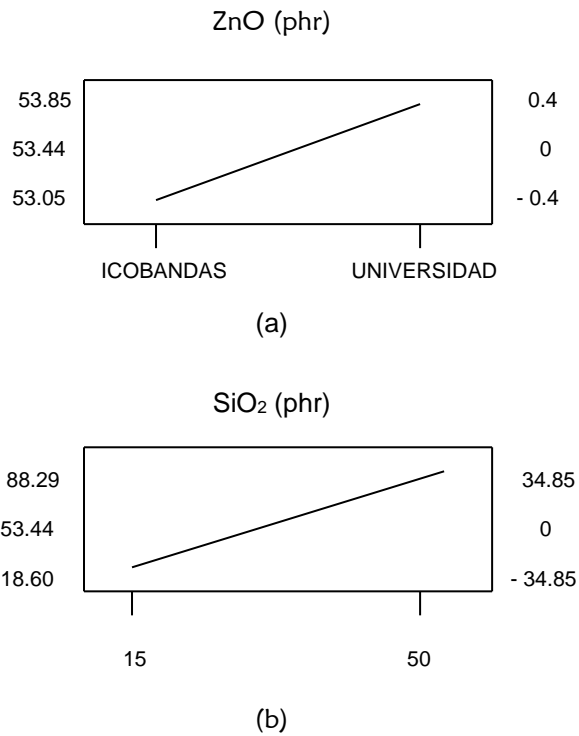 ZnO (phr)
53.85 0.4
53.44 0
53.05 - 0.4
ICOBANDAS UNIVERSIDAD
(a)
SiO₂ (phr)
88.29 34.85
53.44 0
18.60 - 34.85
15 50
(b)